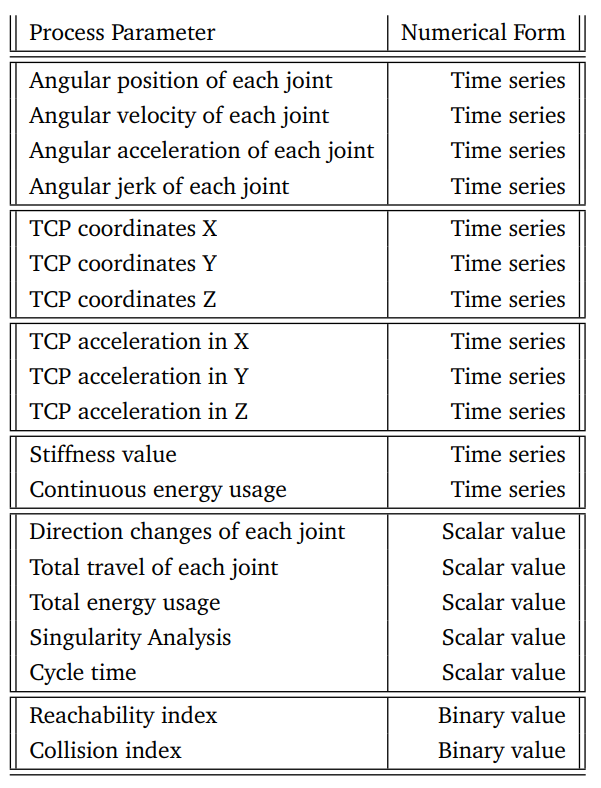 Process Parameter Numerical Form
Angular position of each joint Time series
Angular velocity of each joint Time series
Angular acceleration of each joint Time series
Angular jerk of each joint Time series
TCP coordinates X Time series
TCP coordinates Y Time series
TCP coordinates Z Time series
TCP acceleration in X Time series
TCP acceleration in Y Time series
TCP acceleration in Z Time series
Stiffness value Time series
Continuous energy usage Time series
Direction changes of each joint Scalar value
Total travel of each joint Scalar value
Total energy usage Scalar value
Singularity Analysis Scalar value
Cycle time Scalar value
Reachability index Binary value
Collision index Binary value